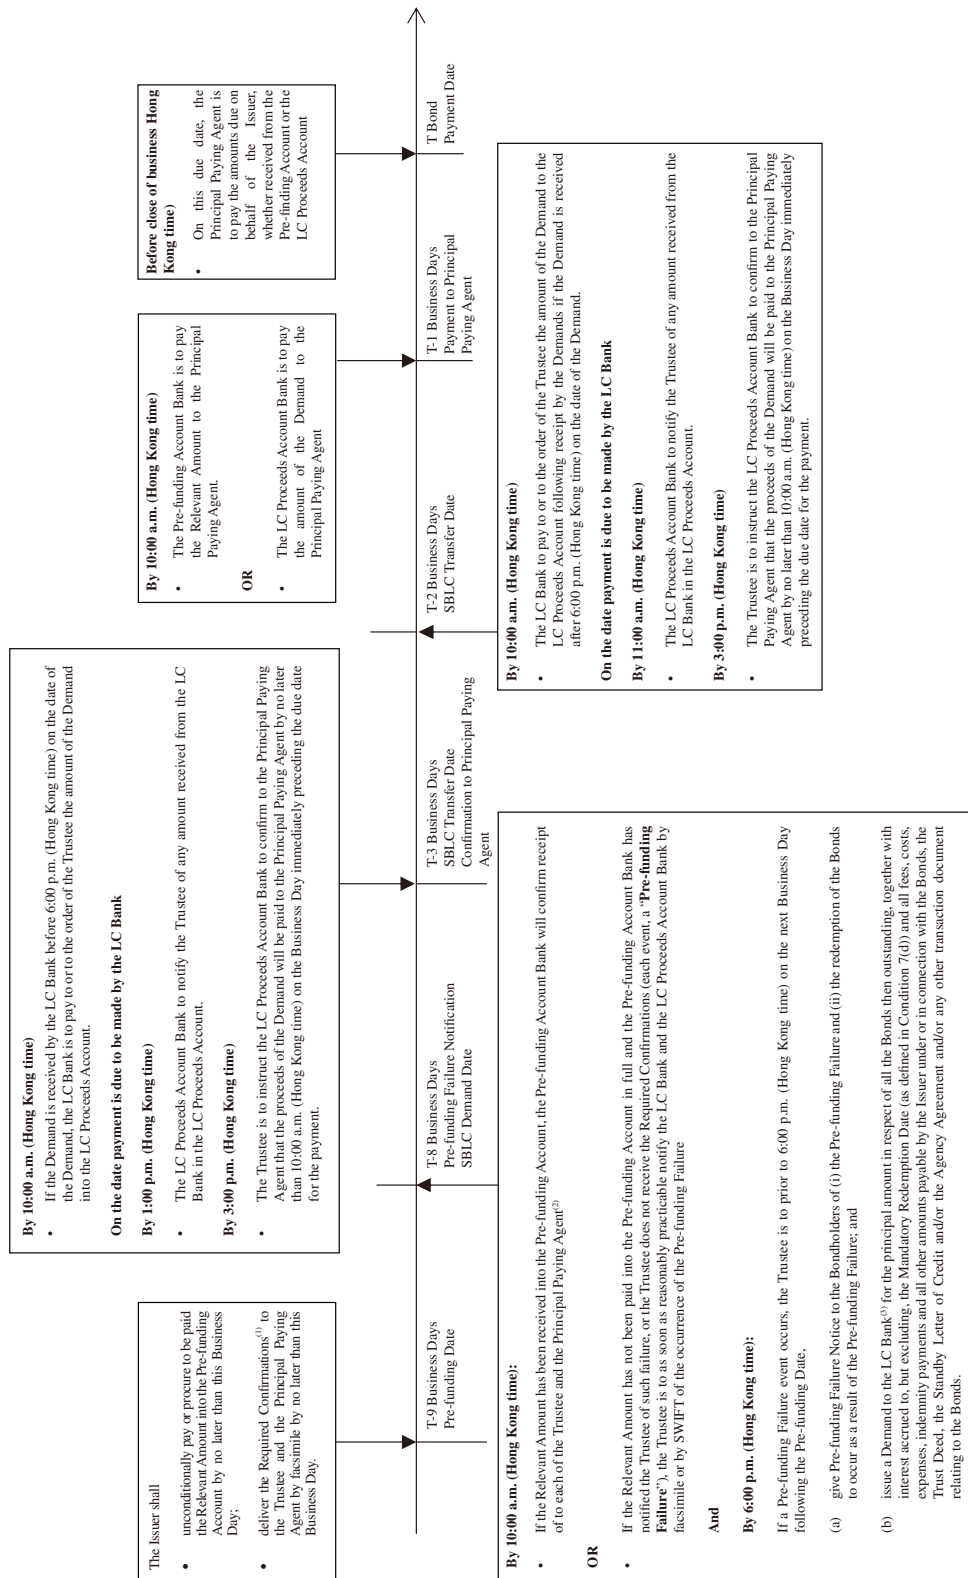 The Issuer shall
• unconditionally pay or procure to be paid
the Relevant Amount into the Pre-funding
Account by no later than this Business
Day;
• deliver the Required Confirmations(1) to
the Trustee and the Principal Paying
Agent by facsimile by no later than this
Business Day.
By 10:00 a.m. (Hong Kong time)
• If the Demand is received by the LC Bank before 6:00 p.m. (Hong Kong time) on the date of
the Demand, the LC Bank is to pay to or to the order of the Trustee the amount of the Demand
into the LC Proceeds Account.
On the date payment is due to be made by the LC Bank
By 1:00 p.m. (Hong Kong time)
• The LC Proceeds Account Bank to notify the Trustee of any amount received from the LC
Bank in the LC Proceeds Account.
By 3:00 p.m. (Hong Kong time)
• The Trustee is to instruct the LC Proceeds Account Bank to confirm to the Principal Paying
Agent that the proceeds of the Demand will be paid to the Principal Paying Agent by no later
than 10:00 a.m. (Hong Kong time) on the Business Day immediately preceding the due date
for the payment.
By 10:00 a.m. (Hong Kong time)
• The Pre-funding Account Bank is to pay
the Relevant Amount to the Principal
Paying Agent.
OR
• The LC Proceeds Account Bank is to pay
the amount of the Demand to the
Principal Paying Agent
Before close of business Hong
Kong time)
• On this due date, the
Principal Paying Agent is
to pay the amounts due on
behalf of the Issuer,
whether received from the
Pre-finding Account or the
LC Proceeds Account
T-9 Business Days
Pre-funding Date
T-8 Business Days
Pre-funding Failure Notification
SBLC Demand Date
T-3 Business Days
SBLC Transfer Date
Confirmation to Principal Paying
Agent
T-2 Business Days
SBLC Transfer Date
T-1 Business Days
Payment to Principal
Paying Agent
T Bond
Payment Date
By 10:00 a.m. (Hong Kong time):
• If the Relevant Amount has been received into the Pre-funding Account, the Pre-funding Account Bank will confirm receipt
of to each of the Trustee and the Principal Paying Agent(2)
OR
• If the Relevant Amount has not been paid into the Pre-funding Account in full and the Pre-funding Account Bank has
notified the Trustee of such failure, or the Trustee does not receive the Required Confirmations (each event, a "Pre-funding
Failure"), the Trustee is to as soon as reasonably practicable notify the LC Bank and the LC Proceeds Account Bank by
facsimile or by SWIFT of the occurrence of the Pre-funding Failure
And
By 6:00 p.m. (Hong Kong time):
If a Pre-funding Failure event occurs, the Trustee is to prior to 6:00 p.m. (Hong Kong time) on the next Business Day
following the Pre-funding Date,
(a) give Pre-funding Failure Notice to the Bondholders of (i) the Pre-funding Failure and (ii) the redemption of the Bonds
to occur as a result of the Pre-funding Failure; and
(b) issue a Demand to the LC Bank(3) for the principal amount in respect of all the Bonds then outstanding, together with
interest accrued to, but excluding, the Mandatory Redemption Date (as defined in Condition 7(d)) and all fees, costs,
expenses, indemnity payments and all other amounts payable by the Issuer under or in connection with the Bonds, the
Trust Deed, the Standby Letter of Credit and/or the Agency Agreement and/or any other transaction document
relating to the Bonds.
By 10:00 a.m. (Hong Kong time)
• The LC Bank to pay to or to the order of the Trustee the amount of the Demand to the
LC Proceeds Account following receipt by the Demands if the Demand is received
after 6:00 p.m. (Hong Kong time) on the date of the Demand.
On the date payment is due to be made by the LC Bank
By 11:00 a.m. (Hong Kong time)
• The LC Proceeds Account Bank to notify the Trustee of any amount received from the
LC Bank in the LC Proceeds Account.
By 3:00 p.m. (Hong Kong time)
• The Trustee is to instruct the LC Proceeds Account Bank to confirm to the Principal
Paying Agent that the proceeds of the Demand will be paid to the Principal Paying
Agent by no later than 10:00 a.m. (Hong Kong time) on the Business Day immediately
preceding the due date for the payment.